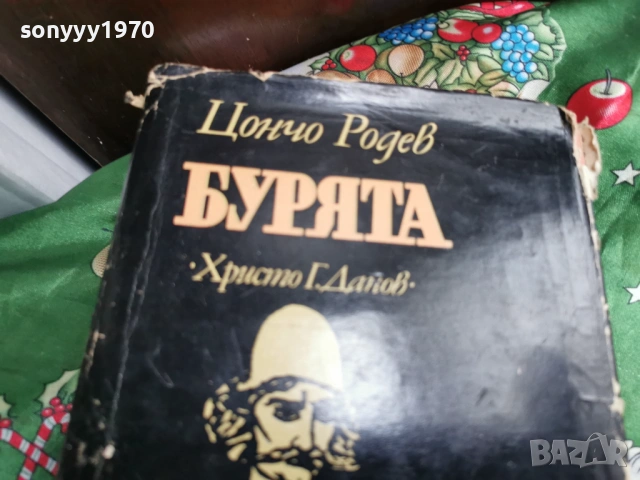 sonyyy1970
Цончо Родев
БУРЯТА
·Христо Г. Данов·
BAZAR